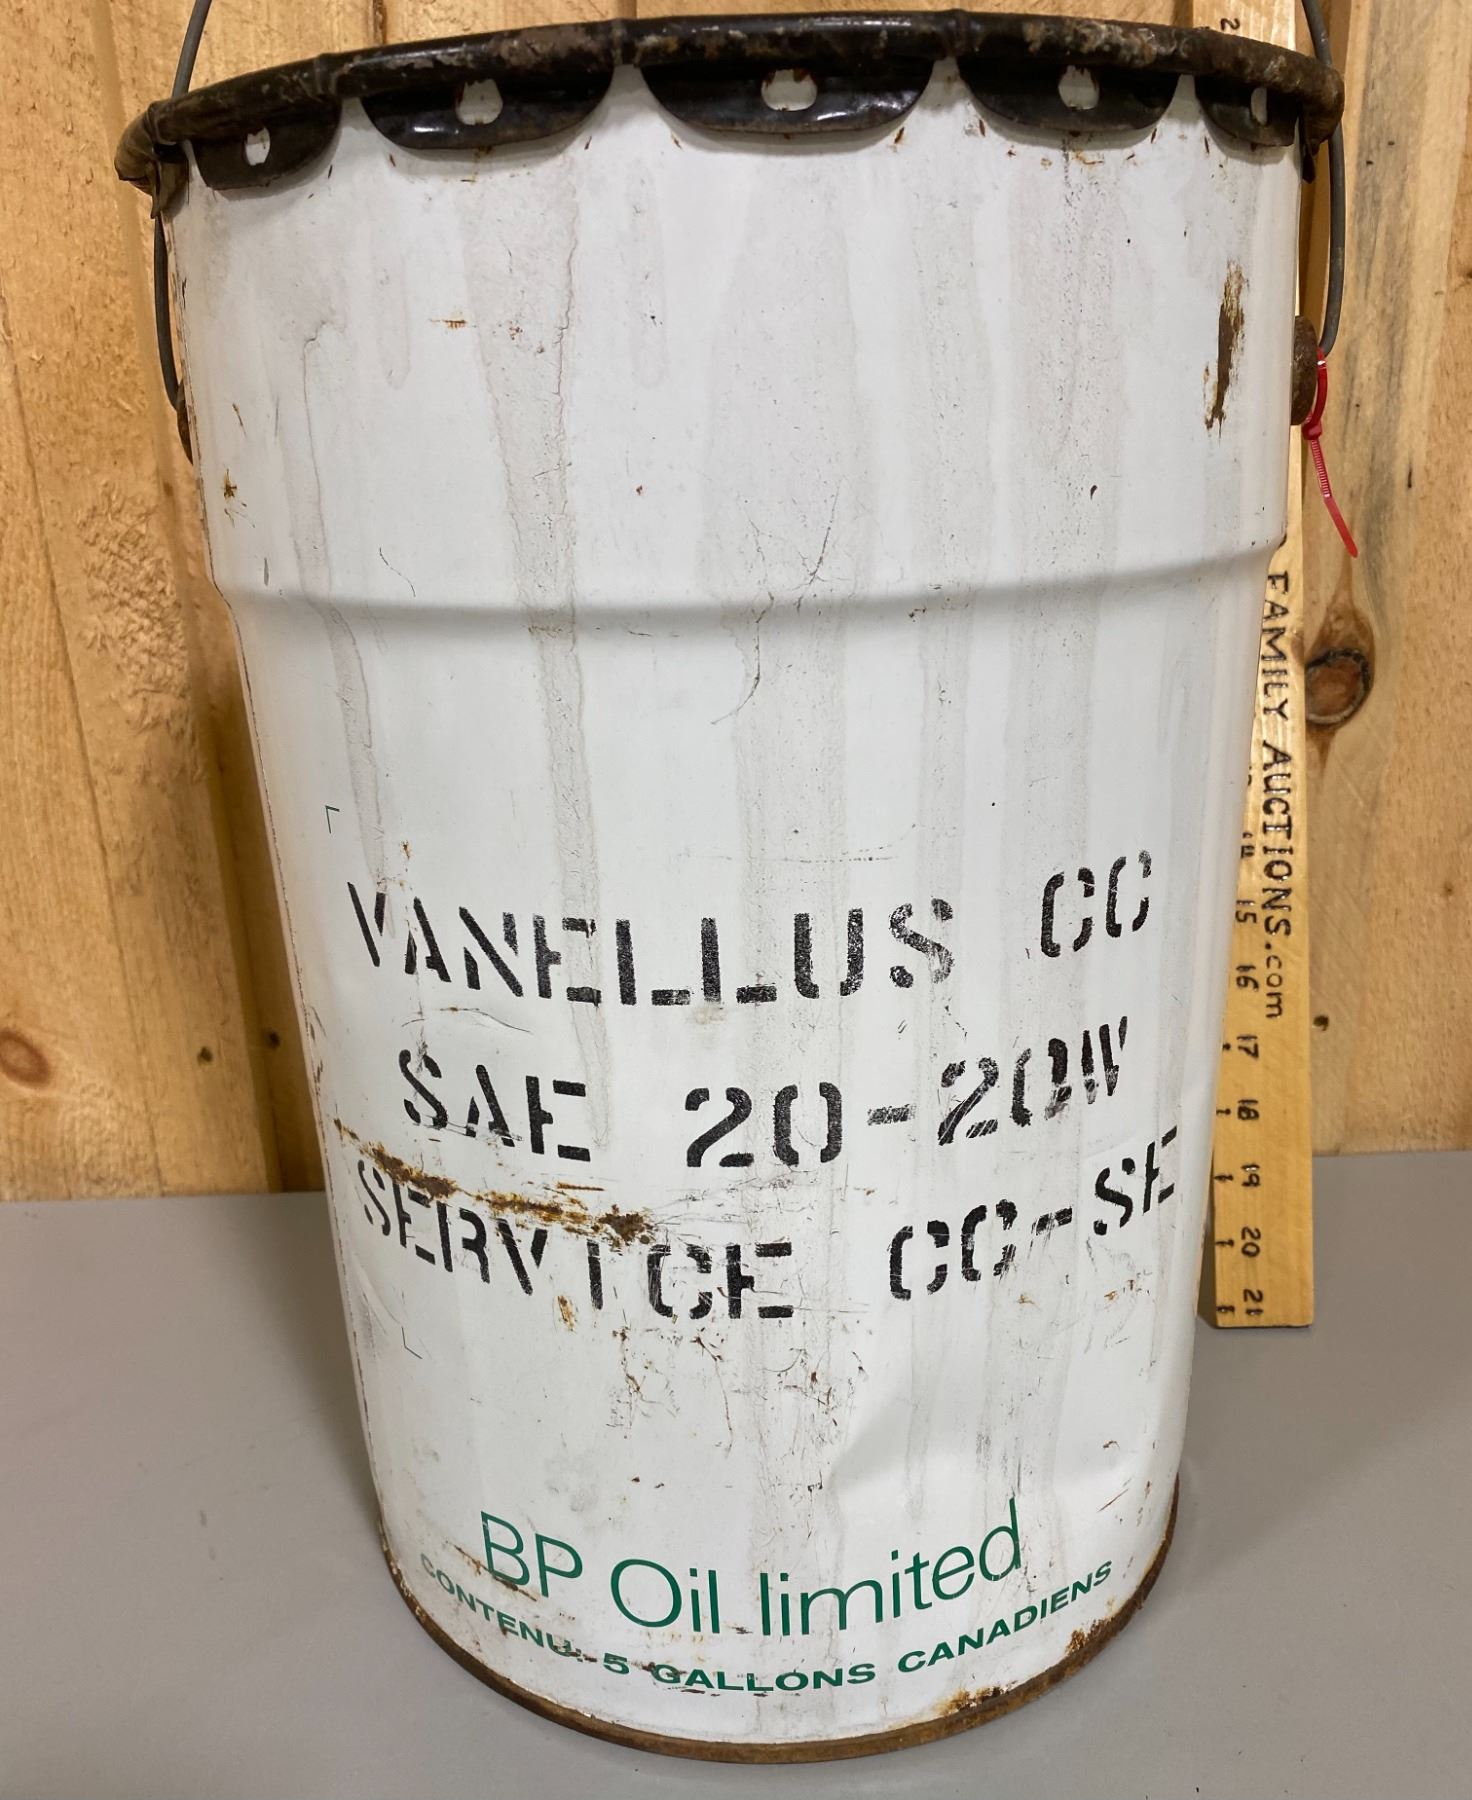 VANELLUS CC
SAE 20-20W
SERVICE CC-SE
BP Oil limited
CONTENU: 5 GALLONS CANADIENS
FAMILY AUCTIONS.com
15
16
17
18
19
20
21